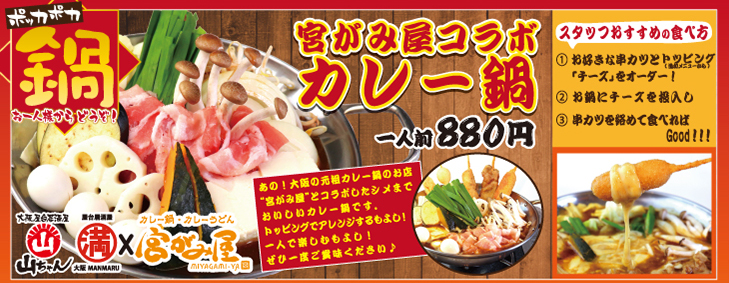 ポッカポカ
鍋
お一人様からどうぞ!
宮がみ屋コラボ
カレー鍋
一人前 880円
あの!大阪の元祖カレー鍋のお店
"宮がみ屋"とコラボしたシメまで
おいしいカレー鍋です。
トッピングでアレンジするもよし!
一人で楽しむもよし!
ぜひ一度ご賞味ください♪
スタッフおすすめの食べ方
① お好きな串カツとトッピング
「チーズ」をオーダー!
② お鍋にチーズを投入し
③ 串カツを絡めて食べれば
Good!!!
大阪屋台居酒屋
山
山ちゃん
屋台居酒屋
満
大阪 MANMARU
X
カレー鍋・カレーうどん
宮がみ屋
MIYAGAMI-YA